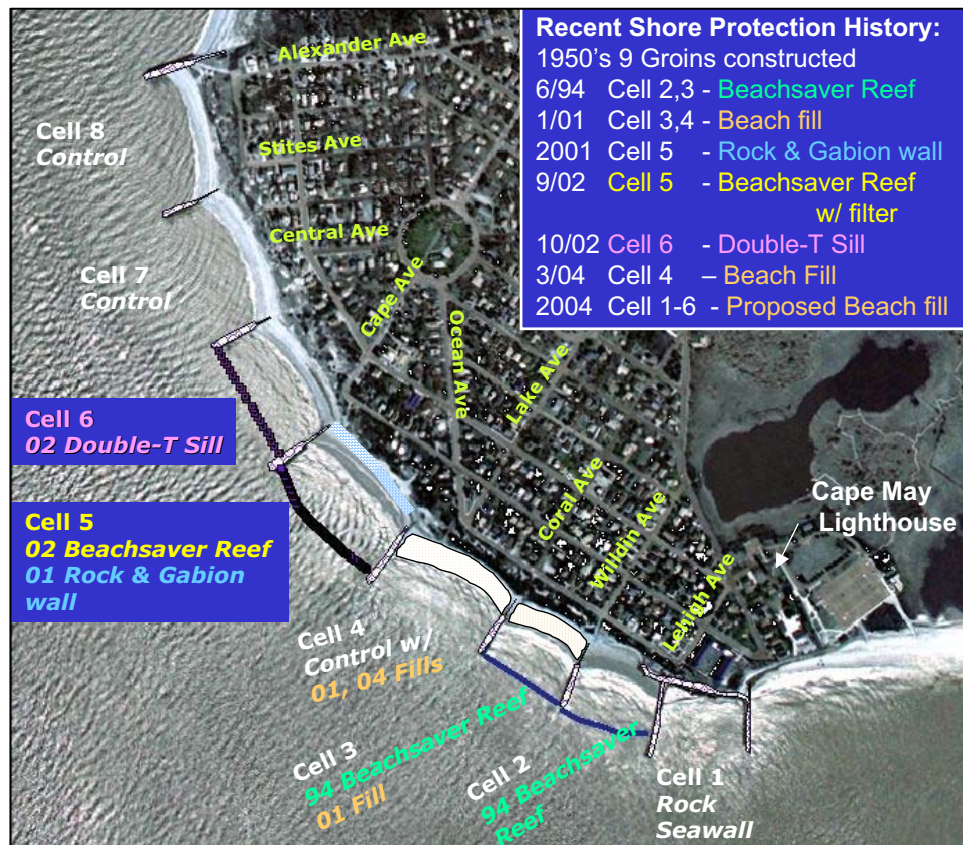 Recent Shore Protection History:
1950's 9 Groins constructed
6/94 Cell 2,3 - Beachsaver Reef
1/01 Cell 3,4 - Beach fill
2001 Cell 5 - Rock & Gabion wall
9/02 Cell 5 - Beachsaver Reef
w/ filter
10/02 Cell 6 - Double-T Sill
3/04 Cell 4 – Beach Fill
2004 Cell 1-6 - Proposed Beach fill
Alexander Ave
Cell 8
Control
Stites Ave
Central Ave
Cell 7
Control
Cape Ave
Ocean Ave
Lake Ave
Cell 6
02 Double-T Sill
Coral Ave
Willdin Ave
Lehigh Ave
Cape May
Lighthouse
Cell 5
02 Beachsaver Reef
01 Rock & Gabion
wall
Cell 4
Control w/
01, 04 Fills
Cell 3
94 Beachsaver Reef
01 Fill
Cell 2
94 Beachsaver
Reef
Cell 1
Rock
Seawall